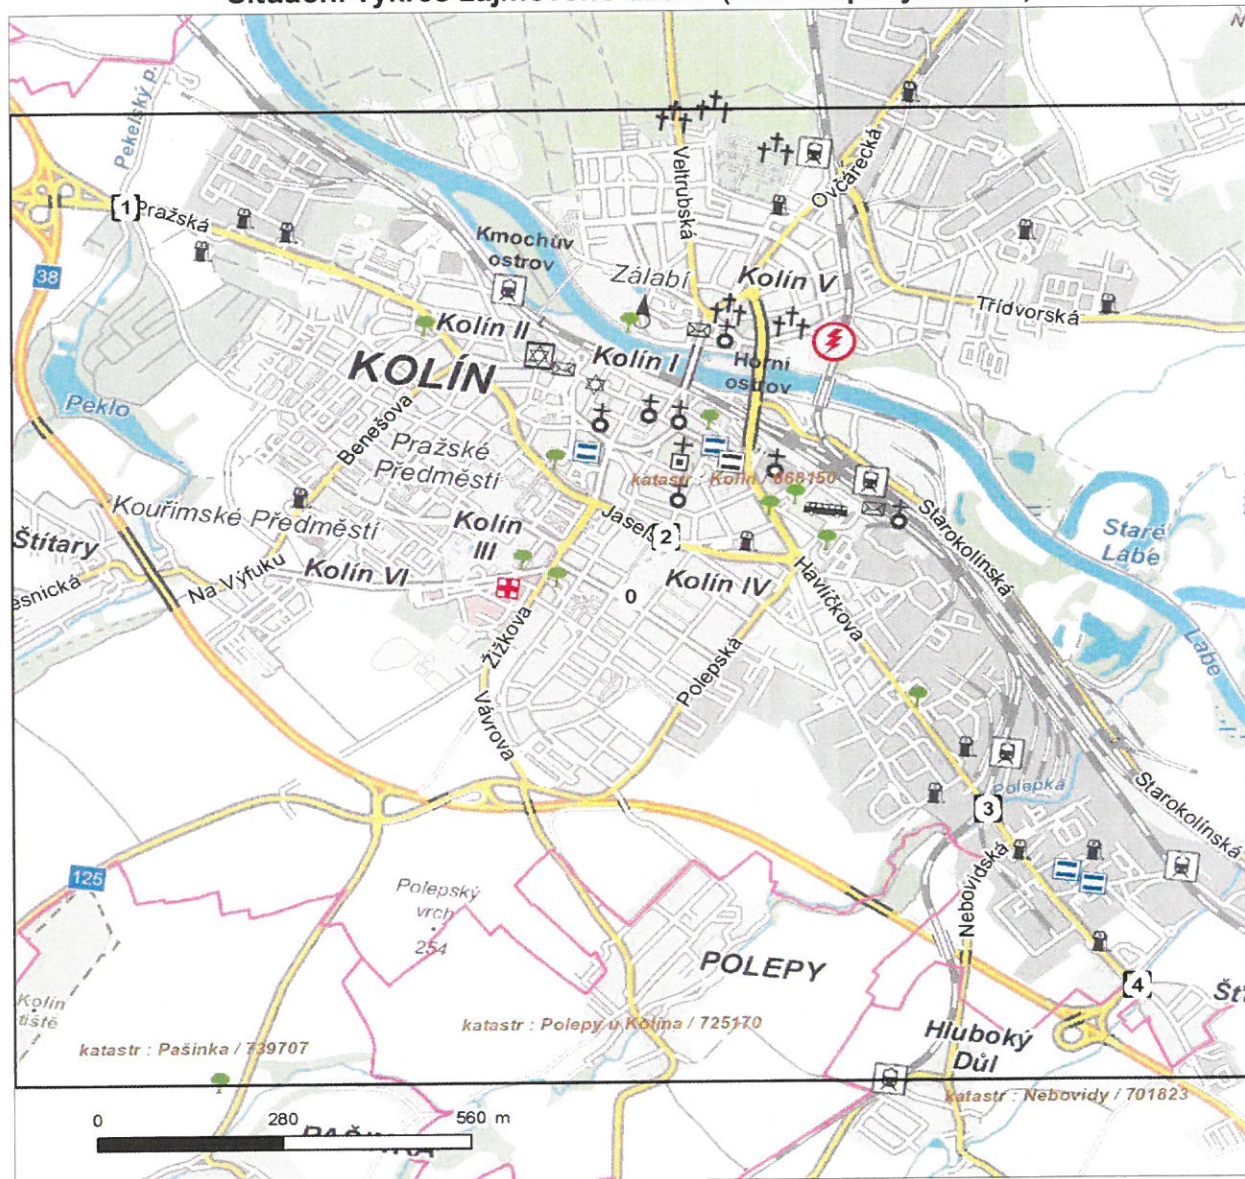 Pekelský p.
Veltrubská
Ovčárecká
1
Pražská
Kmochův
ostrov
Zálabí
Kolín V
38
Třídvorská
Kolín II
Kolín I
Horní
ostrov
KOLÍN
Peklo
Benešova
Pražské
Předměstí
katastr : Kolín / 668150
Kouřimské Předměstí
Kolín
III
2
Starokolínská
Staré
Labe
Štítary
Kolín VI
Kolín IV
Na Výfuku
0
Havlíčkova
Labe
Žižkova
Polepská
Vávrova
Polepka
3
Starokolínská
125
Nebovidská
Polepský
vrch
254
POLEPY
4
Kolín
katastr : Polepy u Kolína / 725170
katastr : Pašinka / 739707
Hluboký
Důl
katastr : Nebovidy / 701823
0
280
560 m